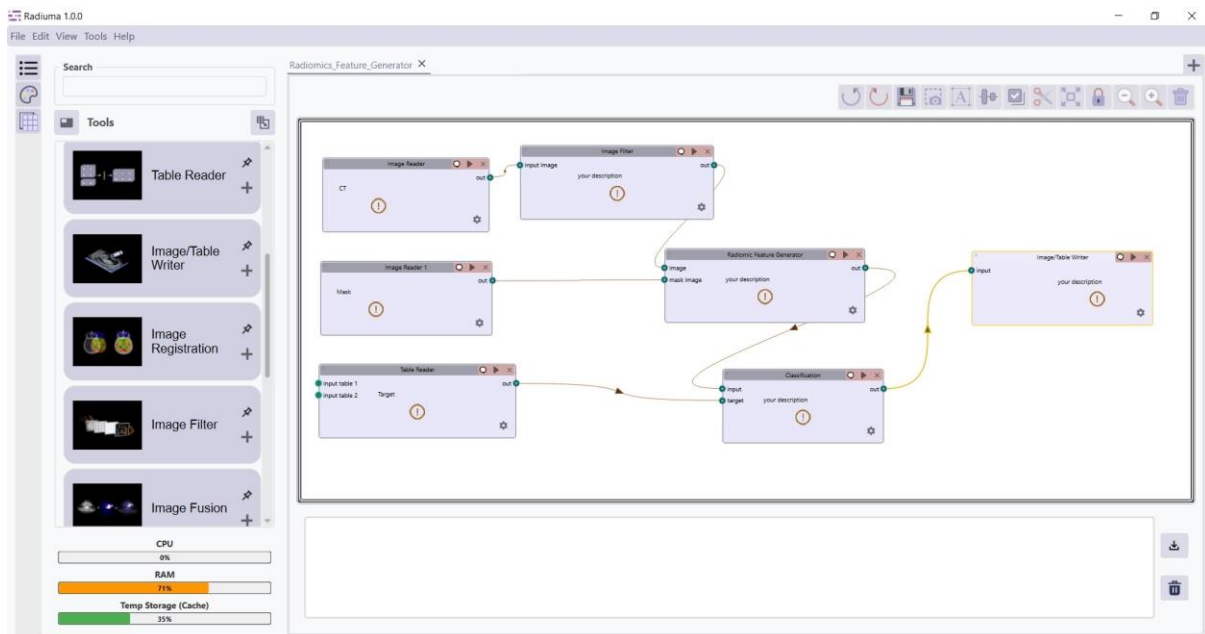 Radiuma 1.0.0
File Edit View Tools Help
Search
Tools
Table Reader
Image/Table
Writer
Image
Registration
Image Filter
Image Fusion
CPU
0%
RAM
71%
Temp Storage (Cache)
35%
Radiomics_Feature_Generator
A
Image Reader
out
CT
Image Filter
input image
out
your description
Image Reader 1
out
Mask
Radiomic Feature Generator
image
out
mask image
your description
Image/Table Writer
input
your description
Table Reader
input table 1
out
input table 2
Target
Classification
input
out
target
your description